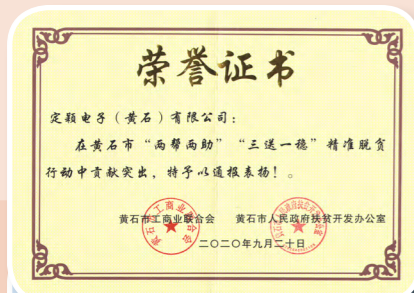 荣誉证书
定颖电子（黄石）有限公司：
在黄石市“两帮两助”“三送一稳”精准脱贫
行动中贡献突出，特予以通报表扬！。
黄石市工商业联合会 黄石市人民政府扶贫开发办公室
二〇二〇年九月二十日